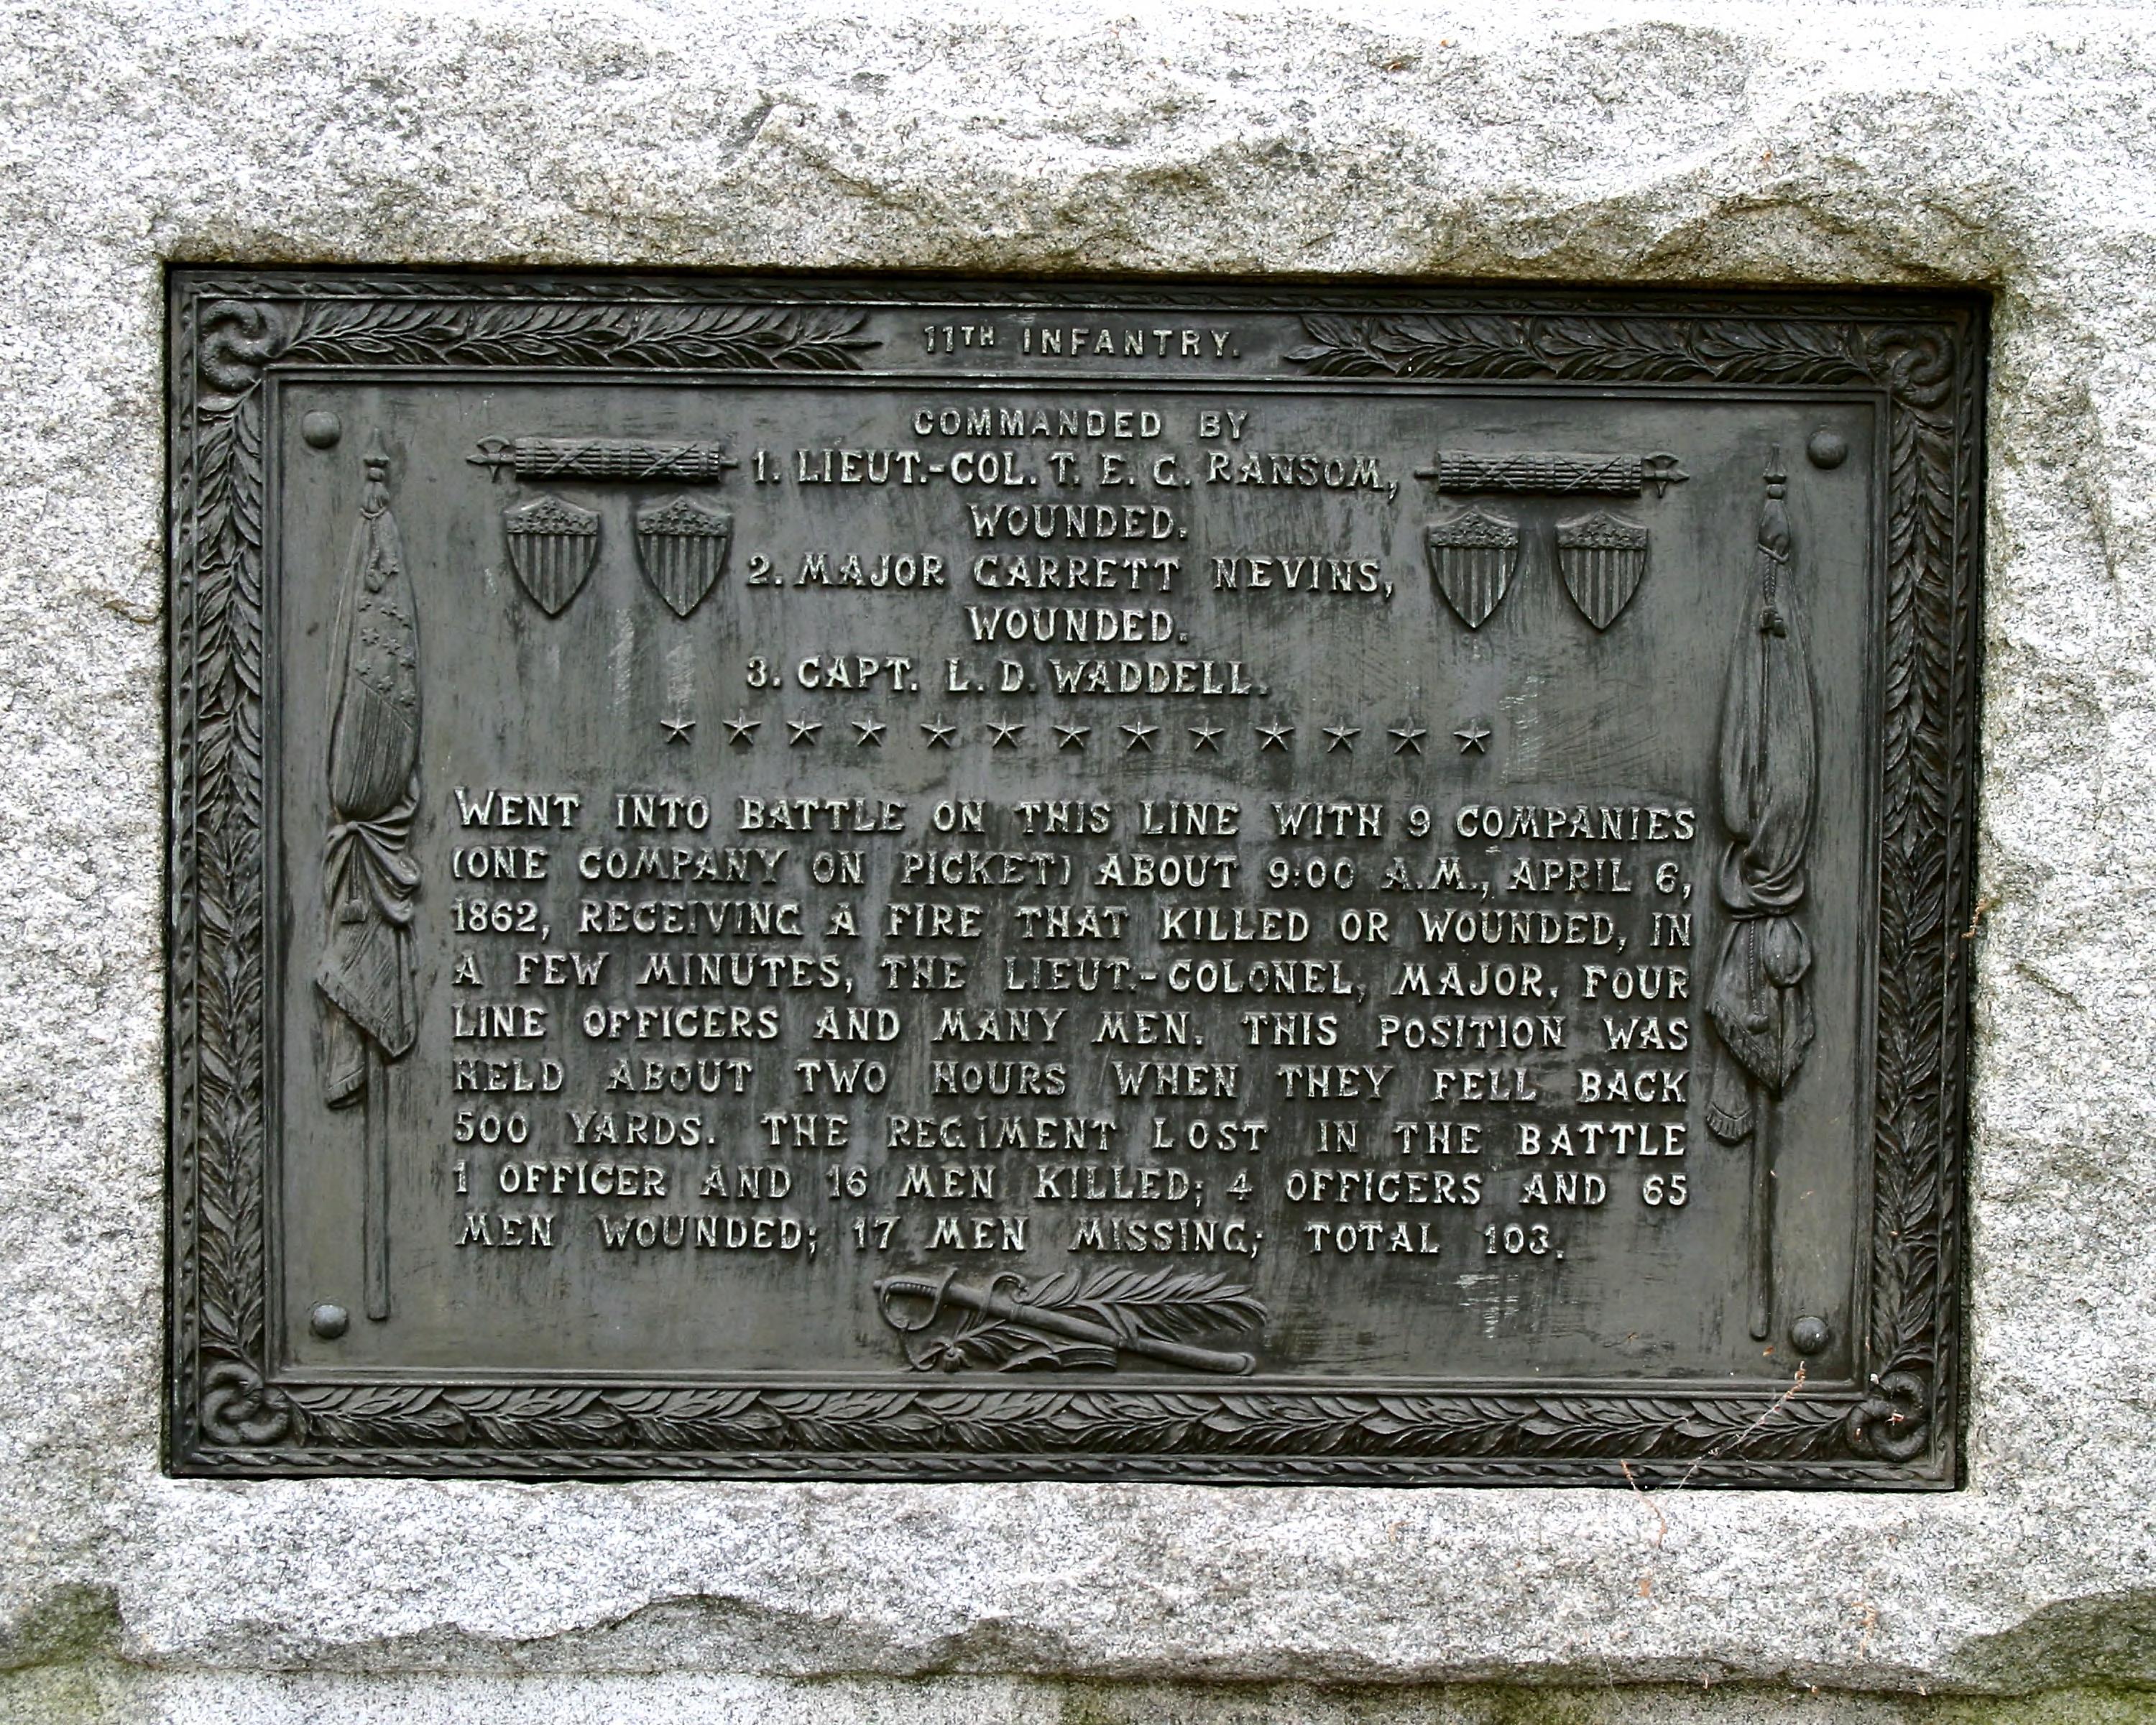 11TH INFANTRY.
COMMANDED BY
1. LIEUT.-COL. T. E. G. RANSOM,
WOUNDED.
2. MAJOR GARRETT NEVINS,
WOUNDED.
3. CAPT. L. D. WADDELL.
WENT INTO BATTLE ON THIS LINE WITH 9 COMPANIES
(ONE COMPANY ON PICKET) ABOUT 9:00 A.M., APRIL 6,
1862, RECEIVING A FIRE THAT KILLED OR WOUNDED, IN
A FEW MINUTES, THE LIEUT.-COLONEL, MAJOR, FOUR
LINE OFFICERS AND MANY MEN. THIS POSITION WAS
HELD ABOUT TWO HOURS WHEN THEY FELL BACK
500 YARDS. THE REGIMENT LOST IN THE BATTLE
1 OFFICER AND 16 MEN KILLED; 4 OFFICERS AND 65
MEN WOUNDED; 17 MEN MISSING; TOTAL 103.